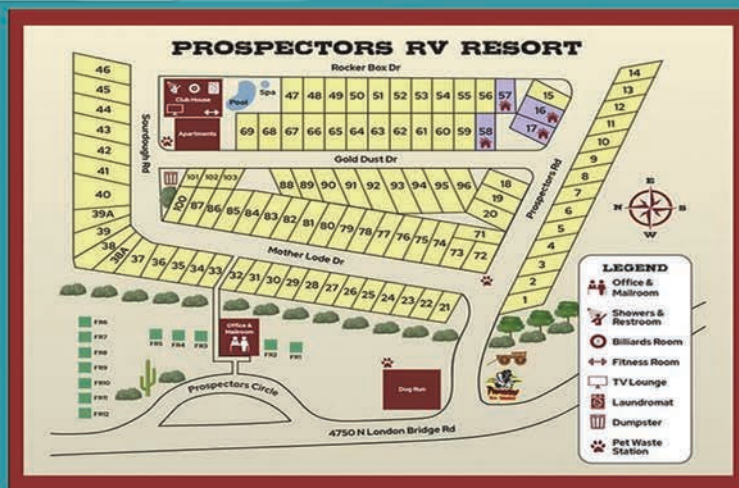 PROSPECTORS RV RESORT
Rocker Box Dr
46
45
44
43
42
41
40
39A
39
38
38A
37 36 35 34 33 32 31 30 29 28 27 26 25 24 23 22 21
Sourdough Rd
Club House
Apartments
Pool
Spa
47 48 49 50 51 52 53 54 55 56 57
69 68 67 66 65 64 63 62 61 60 59 58
15
16
17
Gold Dust Dr
101 102 103
100
88 89 90 91 92 93 94 95 96
18
19
20
87 86 85 84 83 82 81 80 79 78 77 76 75 74 73 72
71
Mother Lode Dr
Prospectors Rd
14
13
12
11
10
9
8
7
6
5
4
3
2
1
E
N S
W
LEGEND
Office &
Mailroom
Showers &
Restroom
Billiards Room
Fitness Room
TV Lounge
Laundromat
Dumpster
Pet Waste
Station
FR6
FR7
FR8
FR9
FR10
FR11
FR12
FR5 FR4 FR3
Office &
Mailroom
FR2 FR1
Prospectors Circle
Dog Run
4750 N London Bridge Rd